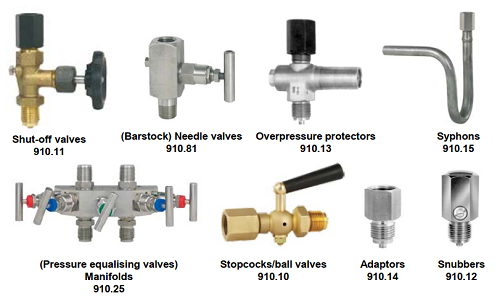 Shut-off valves
910.11
(Barstock) Needle valves
910.81
Overpressure protectors
910.13
Syphons
910.15
(Pressure equalising valves)
Manifolds
910.25
Stopcocks/ball valves
910.10
Adaptors
910.14
Snubbers
910.12